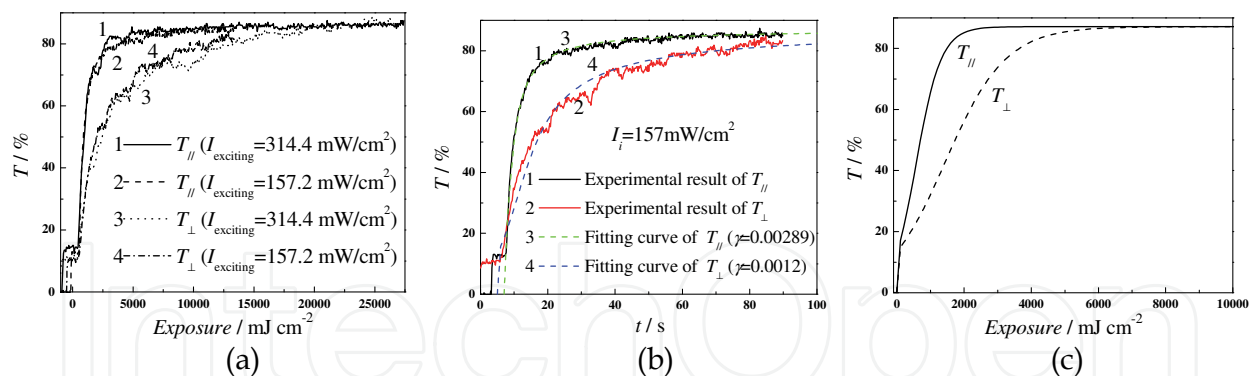 80
60
40
20
0
T / %
1
2
4
3
1 T// (Iexciting=314.4 mW/cm2)
2 T// (Iexciting=157.2 mW/cm2)
3 T⊥ (Iexciting=314.4 mW/cm2)
4 T⊥ (Iexciting=157.2 mW/cm2)
0 5000 10000 15000 20000 25000
Exposure / mJ cm-2
(a)
80
60
40
20
0
T / %
1
3
4
2
Ii=157mW/cm2
1 Experimental result of T//
2 Experimental result of T⊥
3 Fitting curve of T// (γ=0.00289)
4 Fitting curve of T⊥ (γ=0.0012)
0 20 40 60 80 100
t / s
(b)
80
60
40
20
0
T / %
T//
T⊥
0 2000 4000 6000 8000 10000
Exposure / mJ cm-2
(c)
IntechOpen